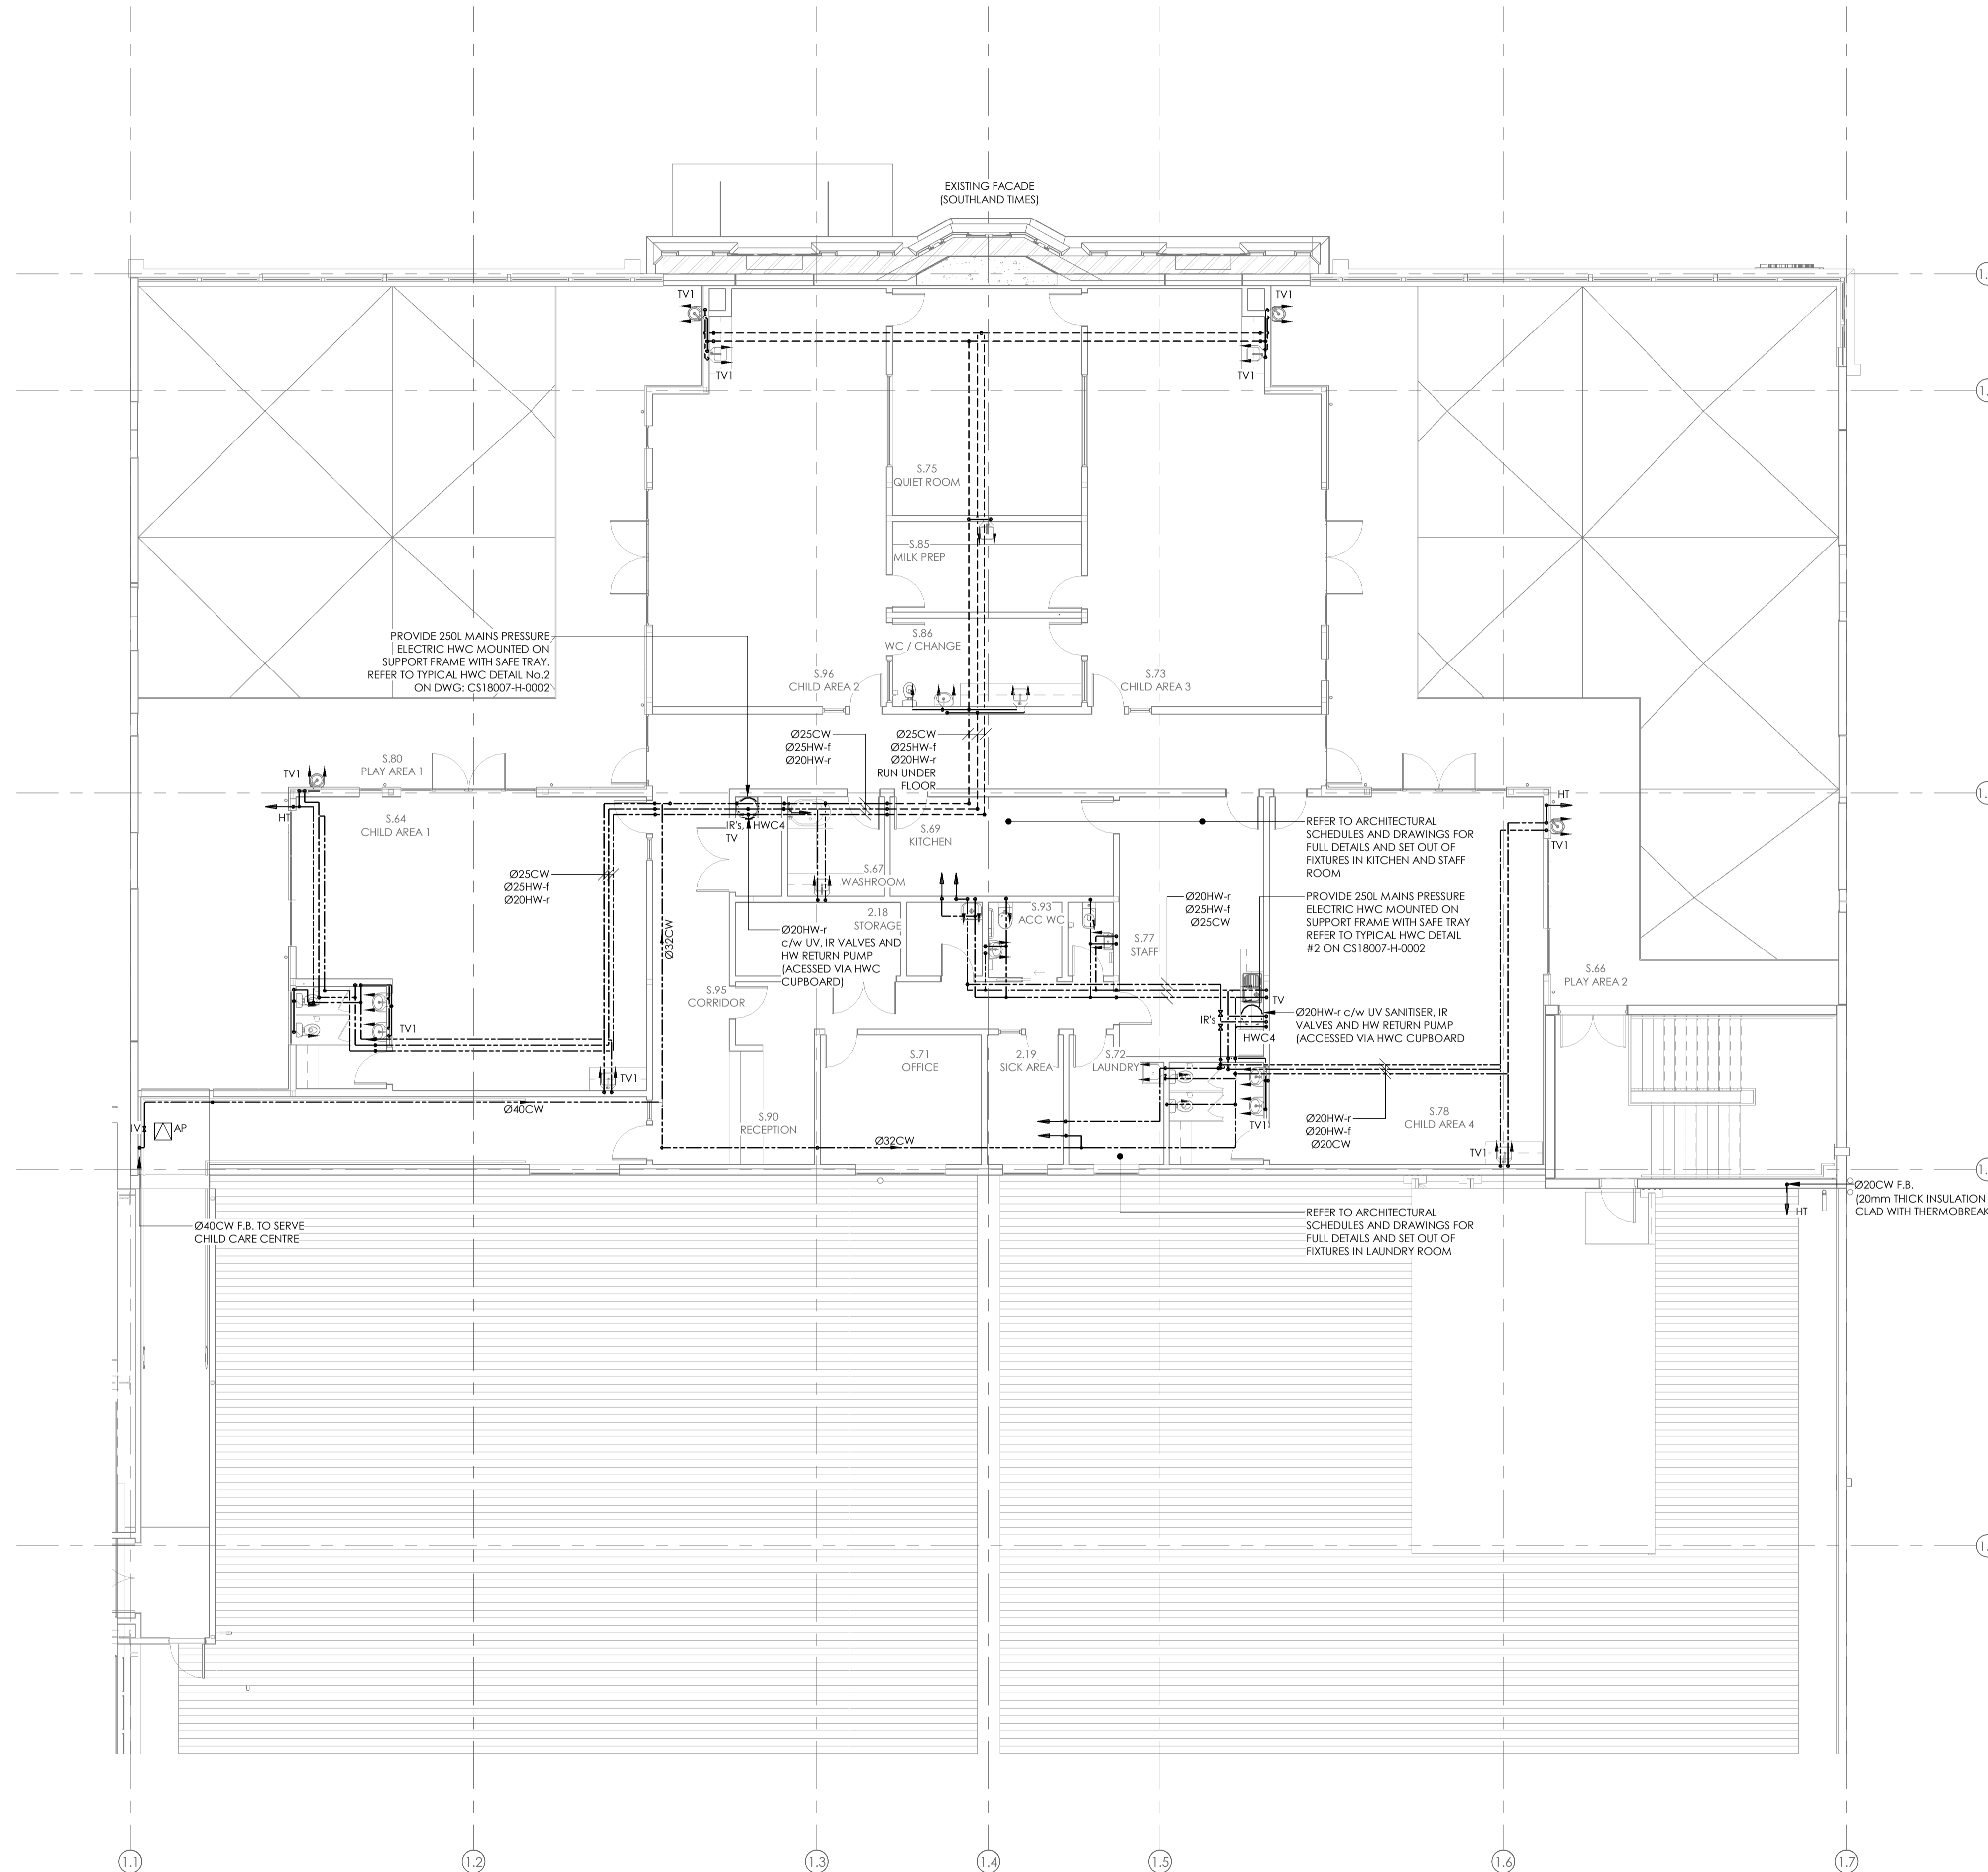 EXISTING FACADE
(SOUTHLAND TIMES)
TV1
TV1
TV1
TV1
S.75
QUIET ROOM
S.85
MILK PREP
PROVIDE 250L MAINS PRESSURE
ELECTRIC HWC MOUNTED ON
SUPPORT FRAME WITH SAFE TRAY.
REFER TO TYPICAL HWC DETAIL No.2
ON DWG: CS18007-H-0002
S.86
WC / CHANGE
S.96
CHILD AREA 2
S.73
CHILD AREA 3
Ø25CW
Ø25HW-f
Ø20HW-r
Ø25CW
Ø25HW-f
Ø20HW-r
RUN UNDER
FLOOR
S.80
PLAY AREA 1
TV1
HT
S.64
CHILD AREA 1
IR's,
TV
HWC4
S.69
KITCHEN
REFER TO ARCHITECTURAL
SCHEDULES AND DRAWINGS FOR
FULL DETAILS AND SET OUT OF
FIXTURES IN KITCHEN AND STAFF
ROOM
HT
TV1
Ø25CW
Ø25HW-f
Ø20HW-r
S.67
WASHROOM
Ø20HW-r
Ø25HW-f
Ø25CW
PROVIDE 250L MAINS PRESSURE
ELECTRIC HWC MOUNTED ON
SUPPORT FRAME WITH SAFE TRAY
REFER TO TYPICAL HWC DETAIL
#2 ON CS18007-H-0002
2.18
STORAGE
S.93
ACC WC
S.77
STAFF
Ø32CW
Ø20HW-r
c/w UV, IR VALVES AND
HW RETURN PUMP
(ACESSED VIA HWC
CUPBOARD)
S.95
CORRIDOR
S.66
PLAY AREA 2
TV
TV1
IR's
HWC4
Ø20HW-r c/w UV SANITISER, IR
VALVES AND HW RETURN PUMP
(ACCESSED VIA HWC CUPBOARD
S.71
OFFICE
2.19
SICK AREA
S.72
LAUNDRY
TV1
Ø40CW
S.90
RECEPTION
Ø32CW
TV1
Ø20HW-r
Ø20HW-f
Ø20CW
S.78
CHILD AREA 4
TV1
IV
AP
Ø40CW F.B. TO SERVE
CHILD CARE CENTRE
REFER TO ARCHITECTURAL
SCHEDULES AND DRAWINGS FOR
FULL DETAILS AND SET OUT OF
FIXTURES IN LAUNDRY ROOM
HT
Ø20CW F.B.
(20mm THICK INSULATION
CLAD WITH THERMOBREAK
1.1
1.2
1.3
1.4
1.5
1.6
1.7